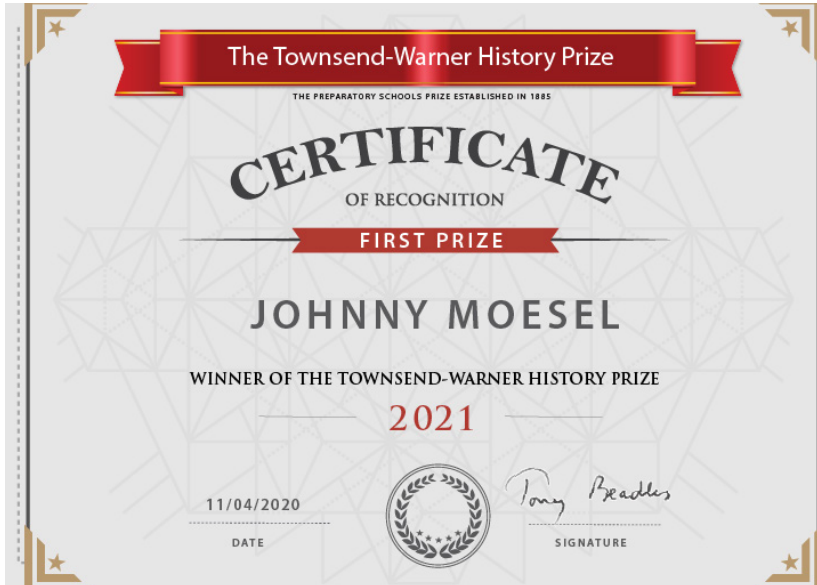 The Townsend-Warner History Prize
THE PREPARATORY SCHOOLS PRIZE ESTABLISHED IN 1885
CERTIFICATE
OF RECOGNITION
FIRST PRIZE
JOHNNY MOESEL
WINNER OF THE TOWNSEND-WARNER HISTORY PRIZE
2021
11/04/2020
Tony Beadles
DATE
SIGNATURE